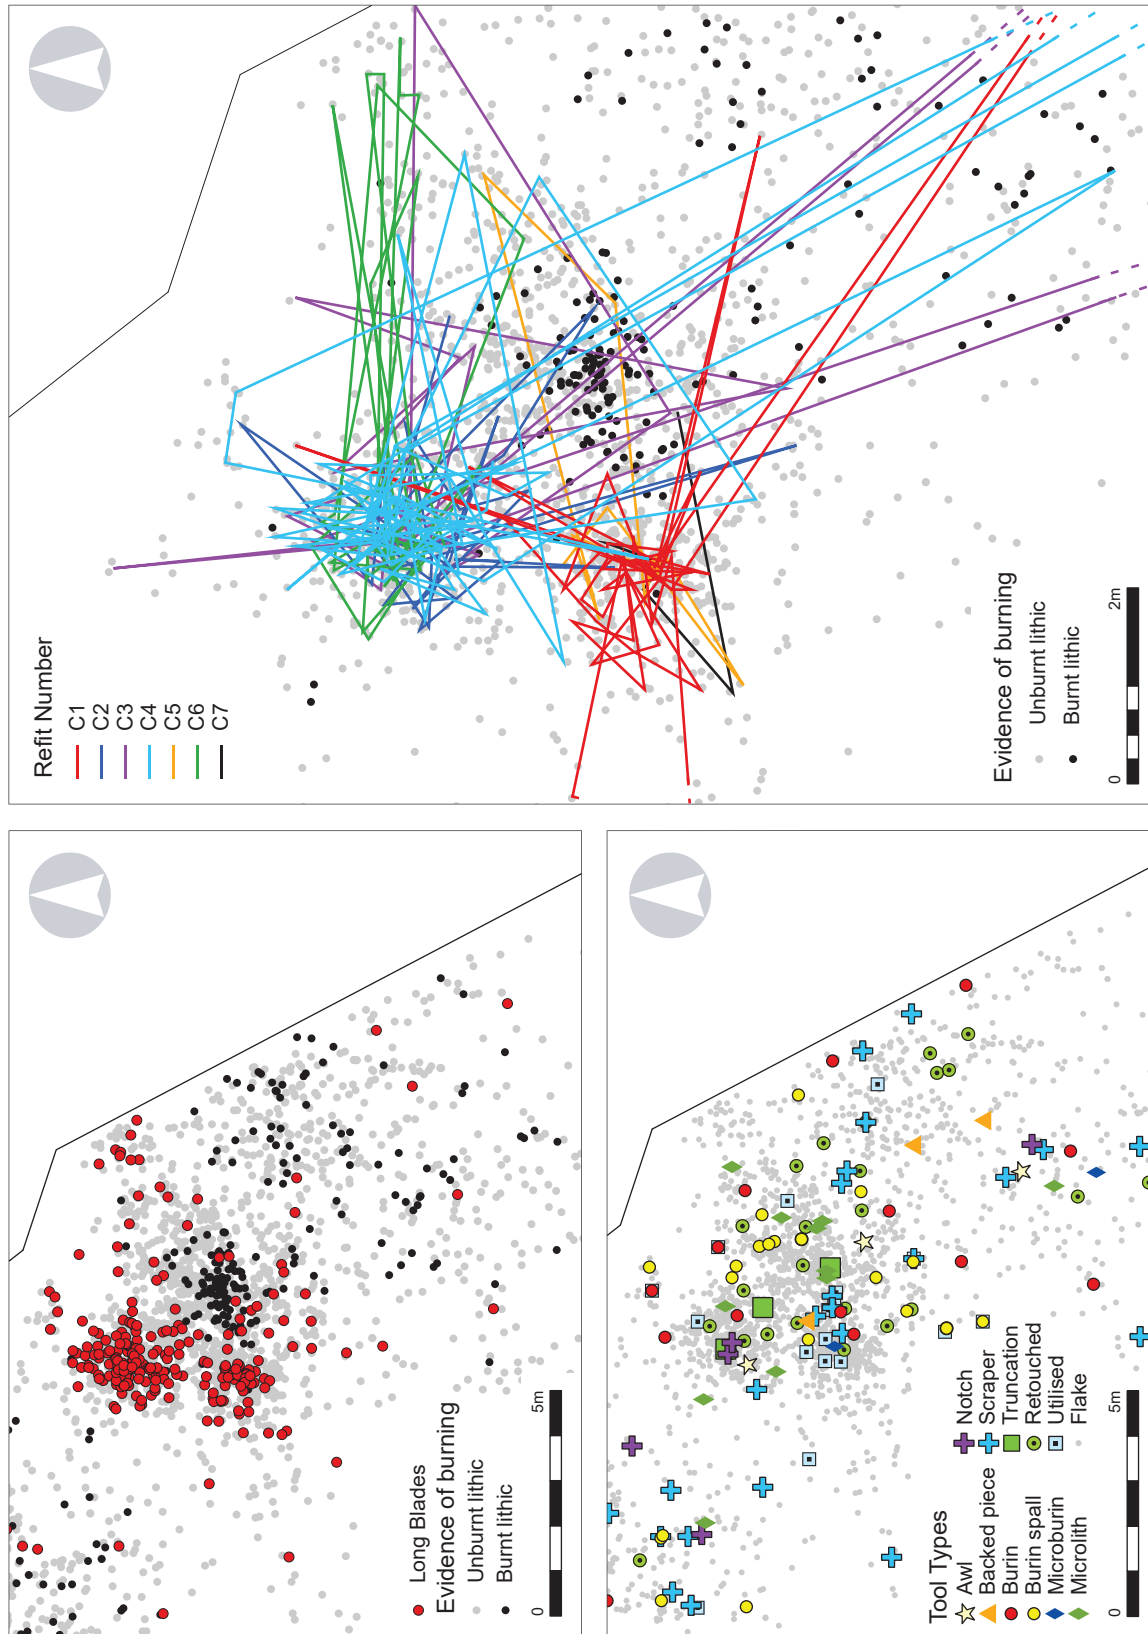 Refit Number
C1
C2
C3
C4
C5
C6
C7
Evidence of burning
Unburnt lithic
Burnt lithic
0
2m
Long Blades
Evidence of burning
Unburnt lithic
Burnt lithic
0
5m
Tool Types
Awl
Backed piece
Burin
Burin spall
Microburin
Microlith
Notch
Scraper
Truncation
Retouched
Utilised
Flake
0
5m